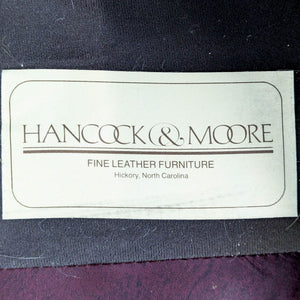 HANCOCK & MOORE
FINE LEATHER FURNITURE
Hickory, North Carolina